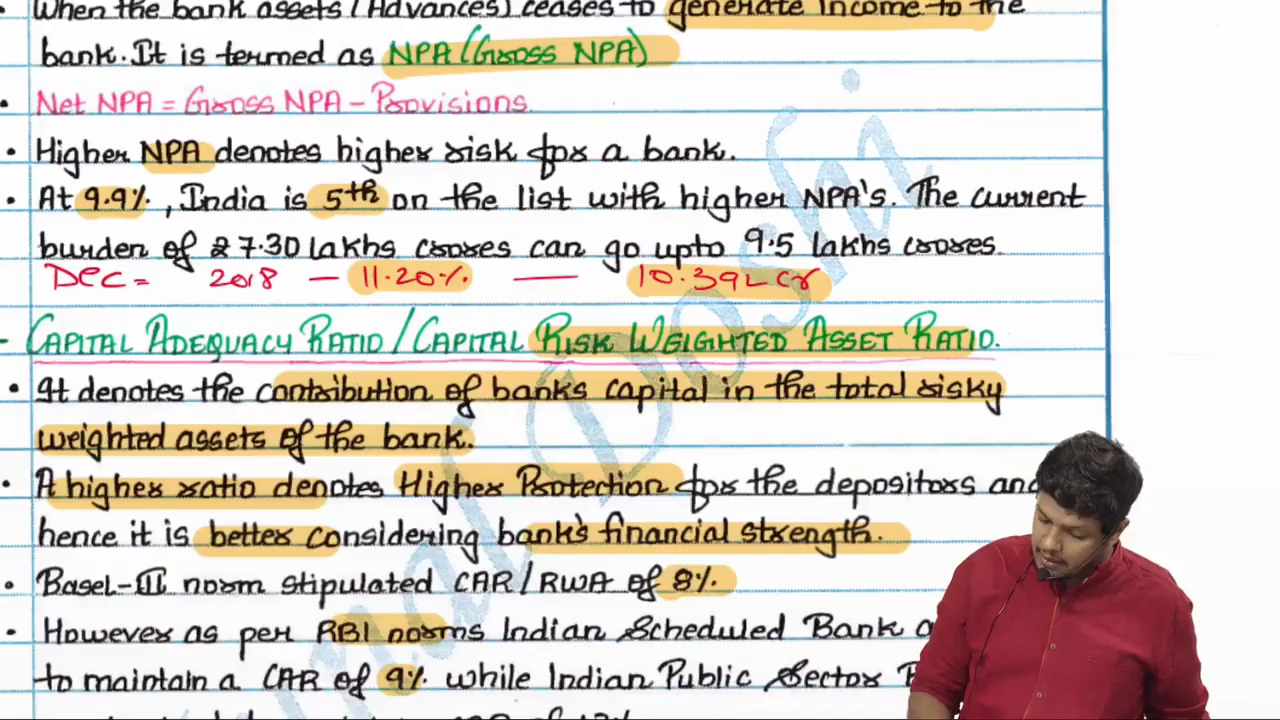 When the bank assets (Advances) ceases to generate income to the
bank. It is termed as NPA (Gross NPA)
• Net NPA = Gross NPA - Provisions.
• Higher NPA denotes higher risk for a bank.
• At 9.9%, India is 5th on the list with higher NPA's. The current
burden of ₹ 7.30 lakhs crores can go upto 9.5 lakhs crores.
DEC = 2018 — 11.20% — 10.39L cr
- CAPITAL ADEQUACY RATIO / CAPITAL RISK WEIGHTED ASSET RATIO.
• It denotes the contribution of banks capital in the total risky
weighted assets of the bank.
• A higher ratio denotes Higher Protection for the depositors and
hence it is better considering bank's financial strength.
• Basel-II norm stipulated CAR/RWA of 8%.
• However as per RBI norms Indian Scheduled Bank
to maintain a CAR of 9% while Indian Public Sector
Doshi